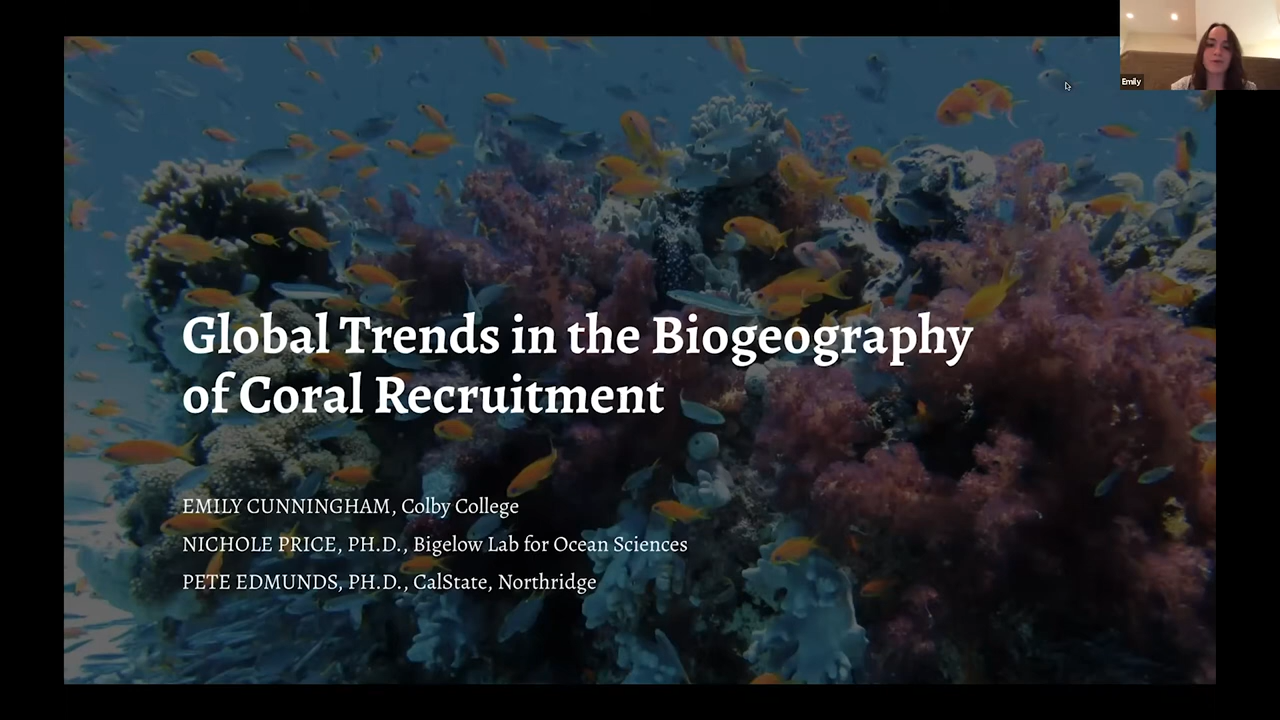 Emily
Global Trends in the Biogeography
of Coral Recruitment
EMILY CUNNINGHAM, Colby College
NICHOLE PRICE, PH.D., Bigelow Lab for Ocean Sciences
PETE EDMUNDS, PH.D., CalState, Northridge